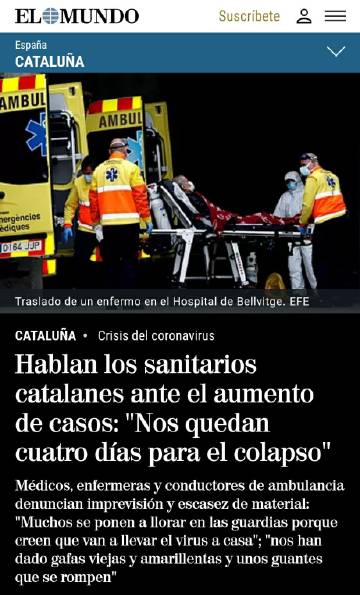 EL MUNDO
Suscríbete
España
CATALUÑA
AMBUL
AMBUL
emergències
mèdiques
0164 JJP
Traslado de un enfermo en el Hospital de Bellvitge. EFE
CATALUÑA • Crisis del coronavirus
Hablan los sanitarios
catalanes ante el aumento
de casos: "Nos quedan
cuatro días para el colapso"
Médicos, enfermeras y conductores de ambulancia
denuncian imprevisión y escasez de material:
"Muchos se ponen a llorar en las guardias porque
creen que van a llevar el virus a casa"; "nos han
dado gafas viejas y amarillentas y unos guantes
que se rompen"